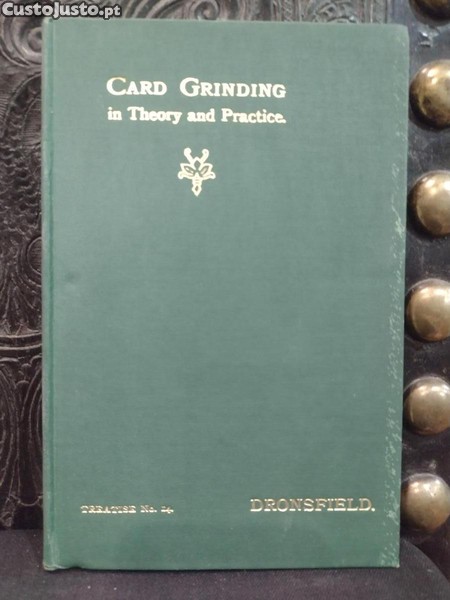 CustoJusto.pt
CARD GRINDING
in Theory and Practice.
TREATISE No. 24.
DRONSFIELD.